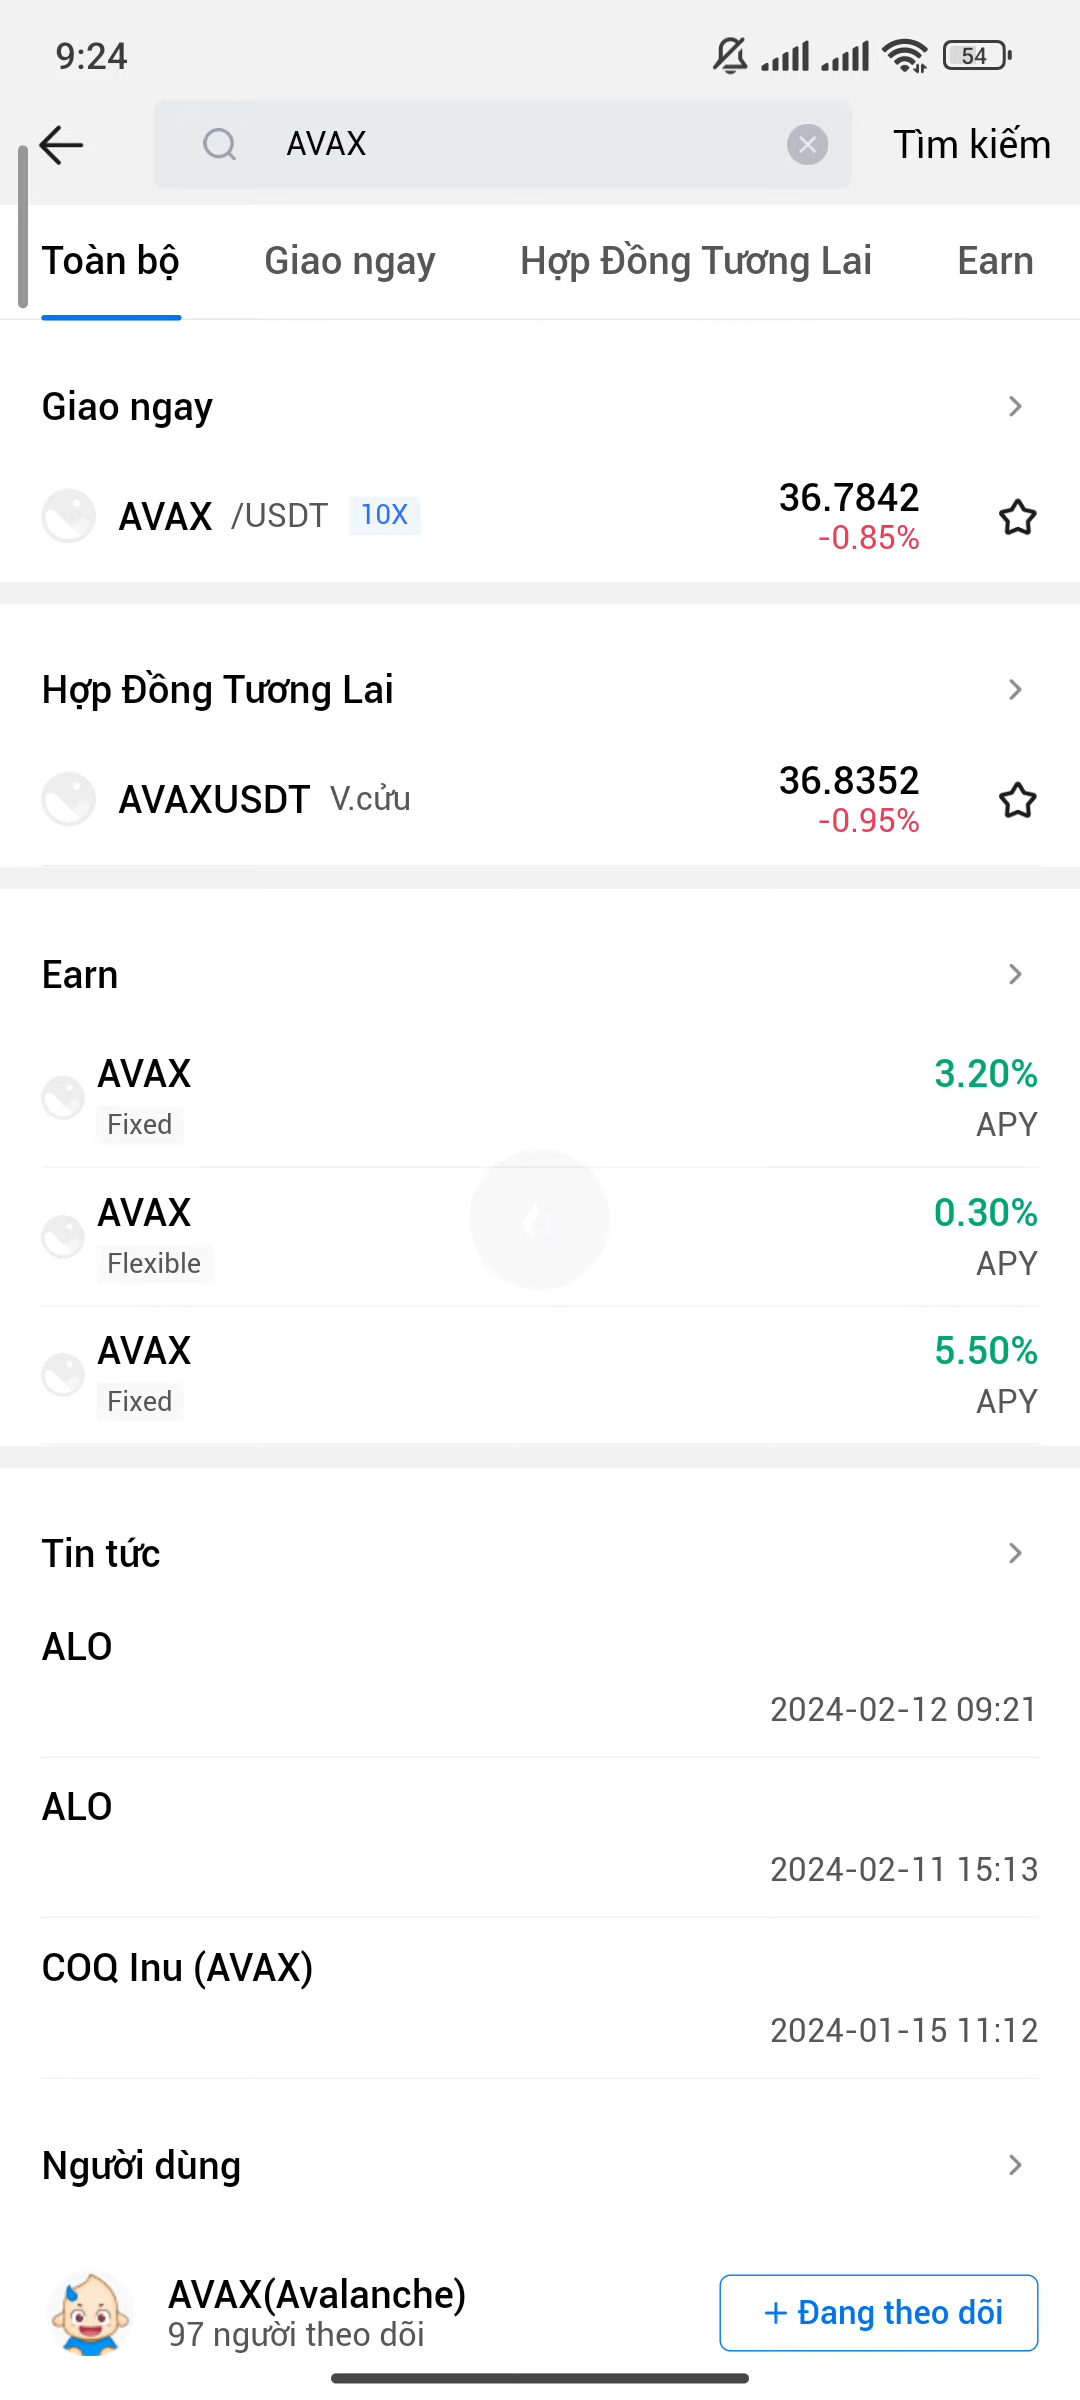 9:24
54
AVAX
Tìm kiếm
Toàn bộ
Giao ngay
Hợp Đồng Tương Lai
Earn
Giao ngay
AVAX /USDT 10X
36.7842
-0.85%
Hợp Đồng Tương Lai
AVAXUSDT V.cửu
36.8352
-0.95%
Earn
AVAX
Fixed
3.20%
APY
AVAX
Flexible
0.30%
APY
AVAX
Fixed
5.50%
APY
Tin tức
ALO
2024-02-12 09:21
ALO
2024-02-11 15:13
COQ Inu (AVAX)
2024-01-15 11:12
Người dùng
AVAX(Avalanche)
97 người theo dõi
+ Đang theo dõi